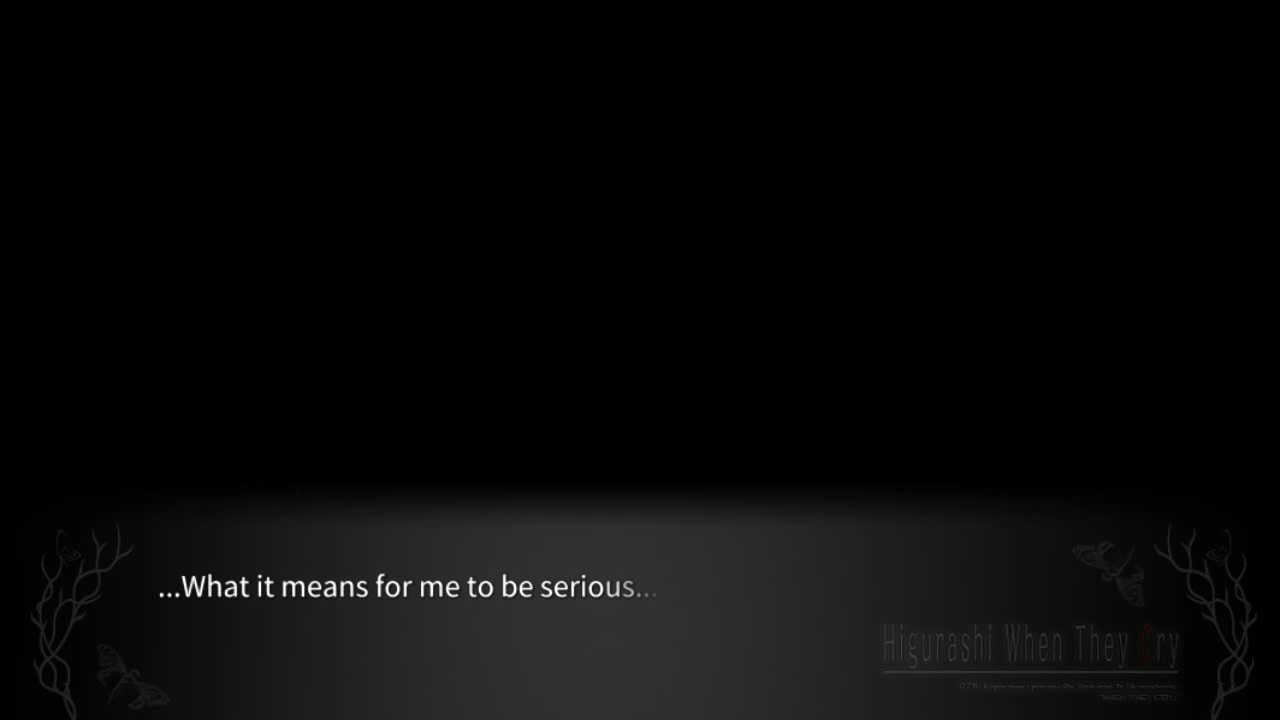 ...What it means for me to be serious...
Higurashi When They Cry